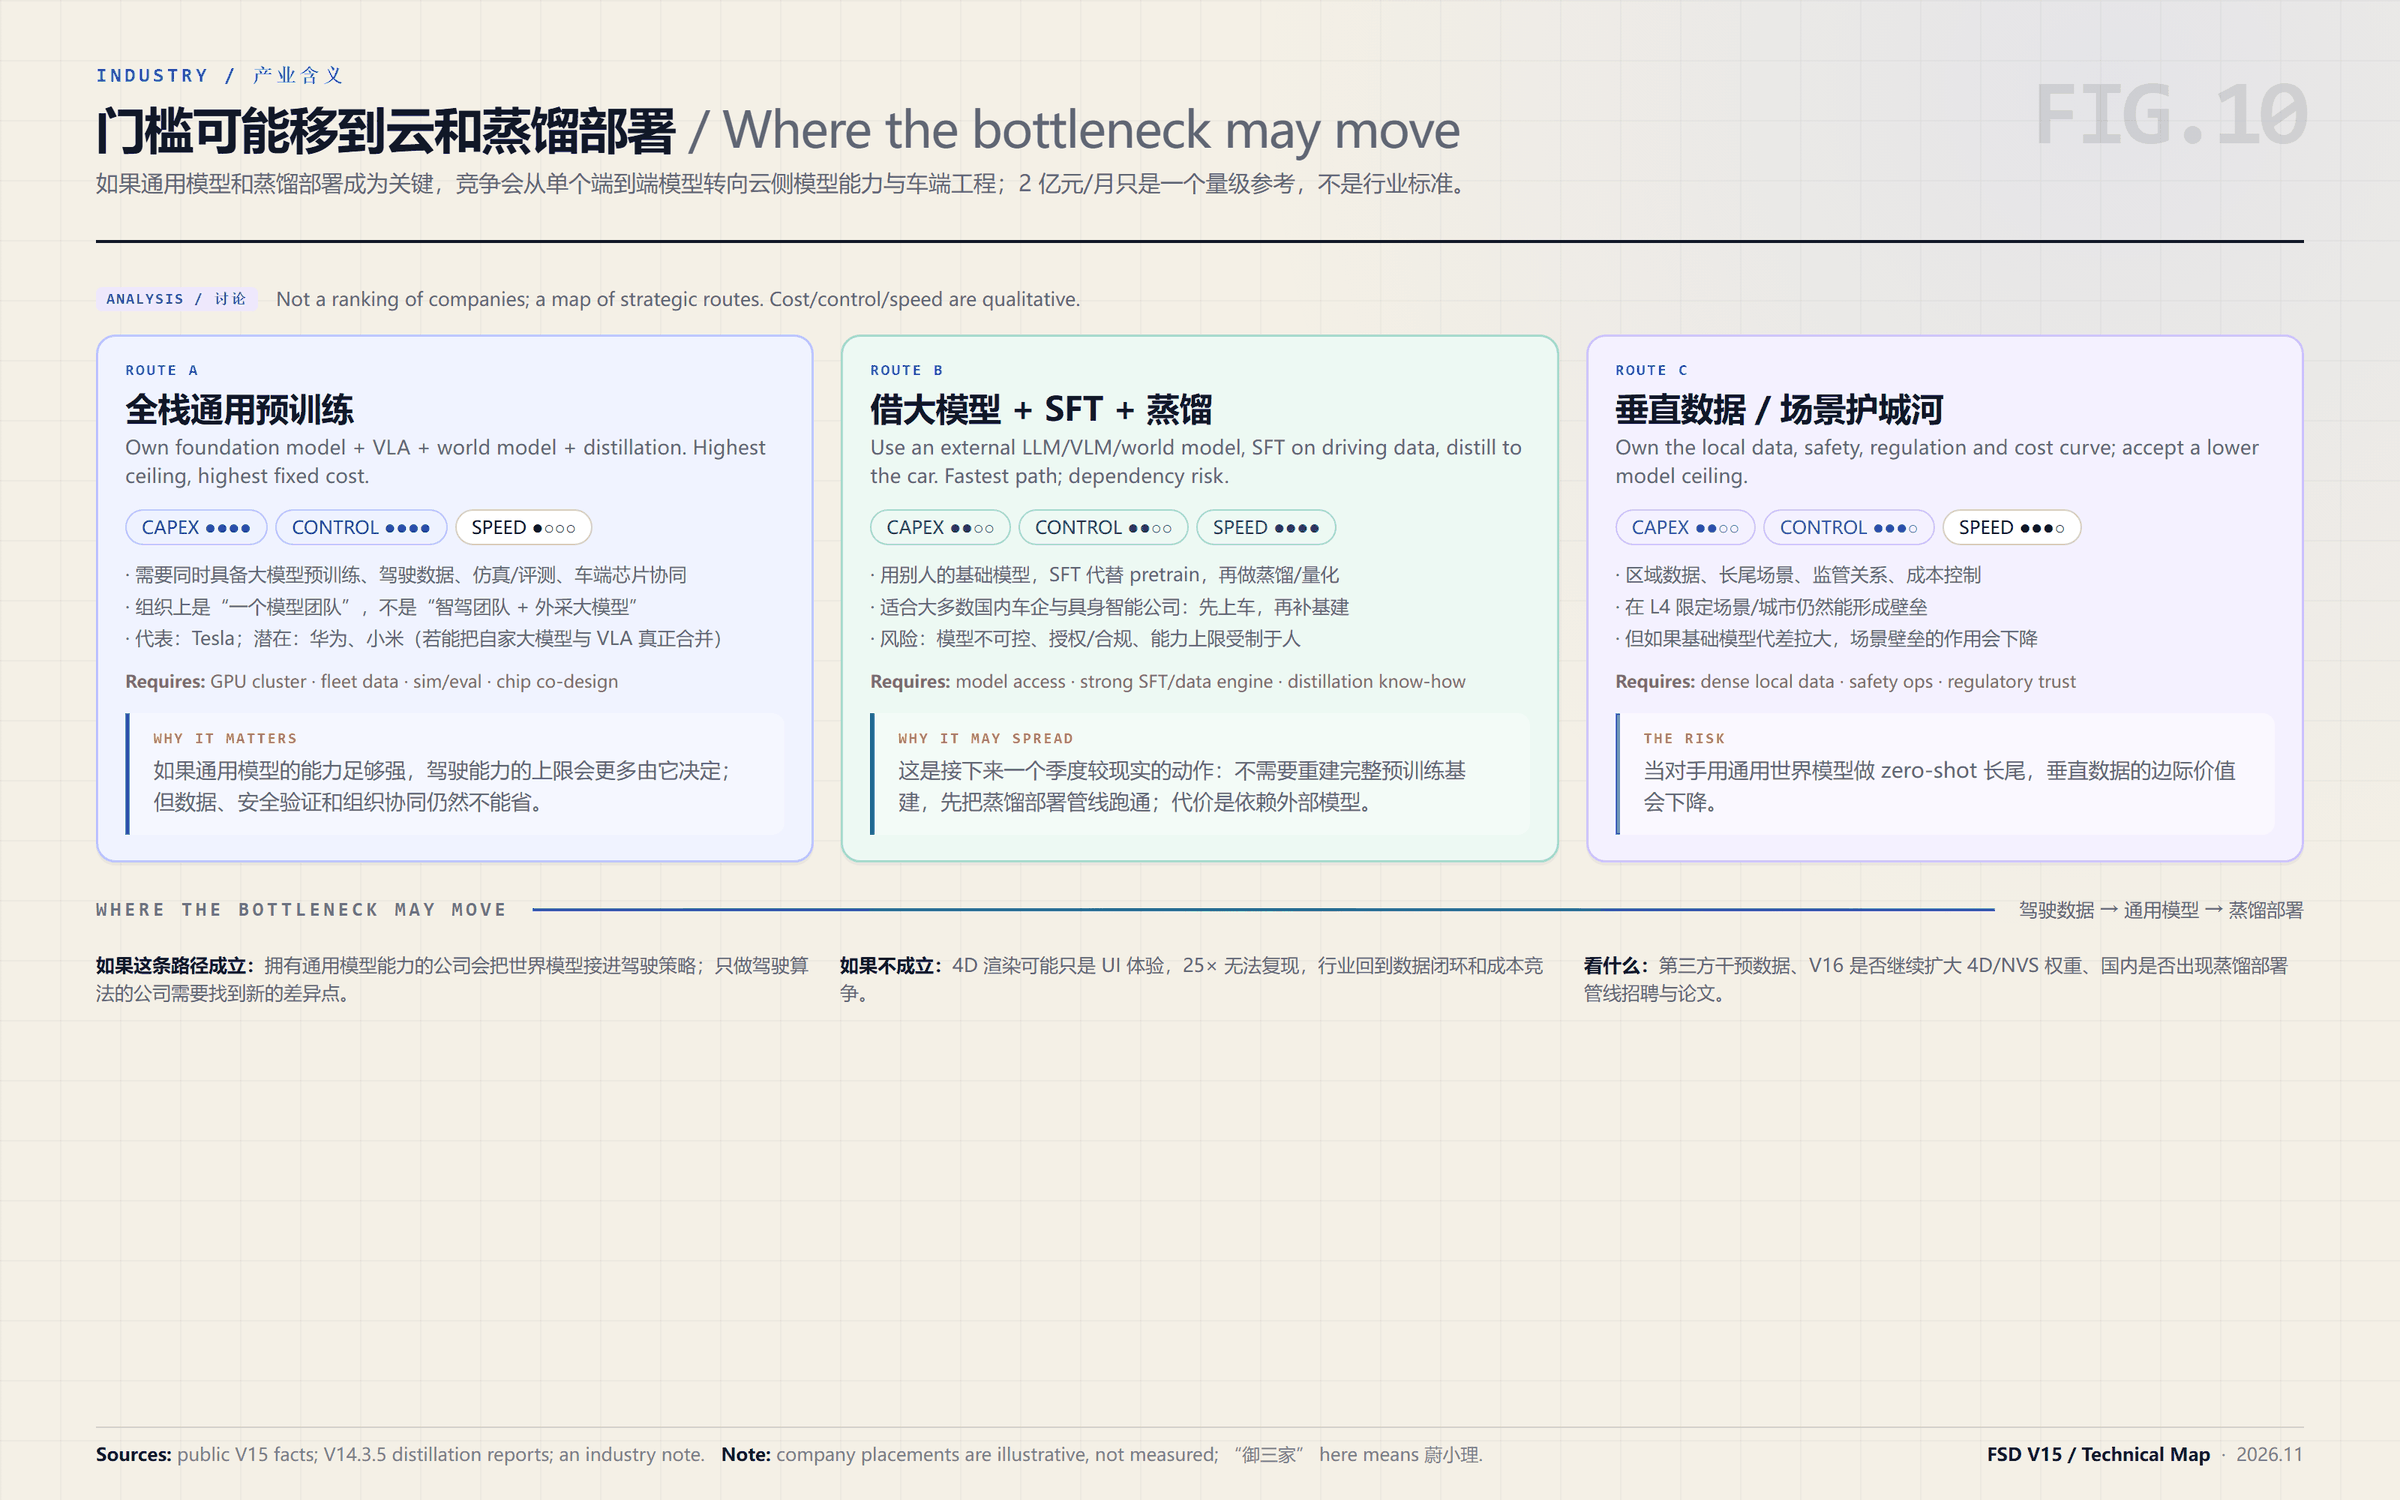 INDUSTRY / 产业含义
FIG.10
门槛可能移到云和蒸馏部署 / Where the bottleneck may move
如果通用模型和蒸馏部署成为关键，竞争会从单个端到端模型转向云侧模型能力与车端工程；2 亿元/月只是一个量级参考，不是行业标准。
ANALYSIS / 讨论 Not a ranking of companies; a map of strategic routes. Cost/control/speed are qualitative.
ROUTE A
全栈通用预训练
Own foundation model + VLA + world model + distillation. Highest
ceiling, highest fixed cost.
CAPEX ●●●● CONTROL ●●●● SPEED ●○○○
· 需要同时具备大模型预训练、驾驶数据、仿真/评测、车端芯片协同
· 组织上是“一个模型团队”，不是“智驾团队 + 外采大模型”
· 代表：Tesla；潜在：华为、小米（若能把自家大模型与 VLA 真正合并）
Requires: GPU cluster · fleet data · sim/eval · chip co-design
WHY IT MATTERS
如果通用模型的能力足够强，驾驶能力的上限会更多由它决定；
但数据、安全验证和组织协同仍然不能省。
ROUTE B
借大模型 + SFT + 蒸馏
Use an external LLM/VLM/world model, SFT on driving data, distill to
the car. Fastest path; dependency risk.
CAPEX ●●○○ CONTROL ●●○○ SPEED ●●●●
· 用别人的基础模型，SFT 代替 pretrain，再做蒸馏/量化
· 适合大多数国内车企与具身智能公司：先上车，再补基建
· 风险：模型不可控、授权/合规、能力上限受制于人
Requires: model access · strong SFT/data engine · distillation know-how
WHY IT MAY SPREAD
这是接下来一个季度较现实的动作：不需要重建完整预训练基
建，先把蒸馏部署管线跑通；代价是依赖外部模型。
ROUTE C
垂直数据 / 场景护城河
Own the local data, safety, regulation and cost curve; accept a lower
model ceiling.
CAPEX ●●○○ CONTROL ●●●○ SPEED ●●●○
· 区域数据、长尾场景、监管关系、成本控制
· 在 L4 限定场景/城市仍然能形成壁垒
· 但如果基础模型代差拉大，场景壁垒的作用会下降
Requires: dense local data · safety ops · regulatory trust
THE RISK
当对手用通用世界模型做 zero-shot 长尾，垂直数据的边际价值
会下降。
WHERE THE BOTTLENECK MAY MOVE 驾驶数据 → 通用模型 → 蒸馏部署
如果这条路径成立：拥有通用模型能力的公司会把世界模型接进驾驶策略；只做驾驶算
法的公司需要找到新的差异点。
如果不成立：4D 渲染可能只是 UI 体验，25× 无法复现，行业回到数据闭环和成本竞
争。
看什么：第三方干预数据、V16 是否继续扩大 4D/NVS 权重、国内是否出现蒸馏部署
管线招聘与论文。
Sources: public V15 facts; V14.3.5 distillation reports; an industry note. Note: company placements are illustrative, not measured; “御三家” here means 蔚小理.
FSD V15 / Technical Map · 2026.11